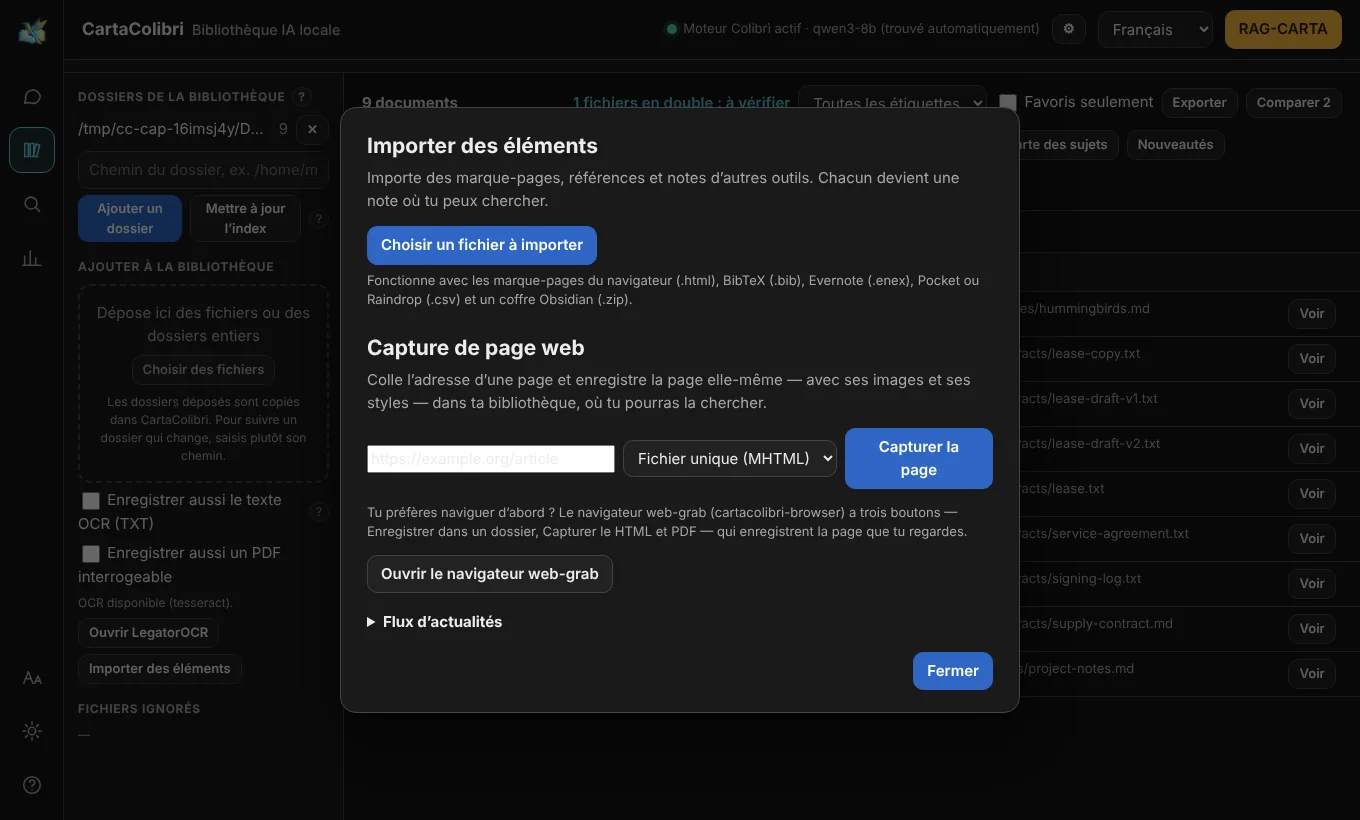 CartaColibri Bibliothèque IA locale
Moteur Colibrì actif · qwen3-8b (trouvé automatiquement)
Français
RAG-CARTA
DOSSIERS DE LA BIBLIOTHÈQUE ?
/tmp/cc-cap-16imsj4y/D... 9 ✕
Chemin du dossier, ex. /home/m
Ajouter un
dossier
Mettre à jour
l’index
?
AJOUTER À LA BIBLIOTHÈQUE
Dépose ici des fichiers ou des
dossiers entiers
Choisir des fichiers
Les dossiers déposés sont copiés
dans CartaColibri. Pour suivre un
dossier qui change, saisis plutôt son
chemin.
Enregistrer aussi le texte
OCR (TXT)
?
Enregistrer aussi un PDF
interrogeable
OCR disponible (tesseract).
Ouvrir LegatorOCR
Importer des éléments
FICHIERS IGNORÉS
—
9 documents
1 fichiers en double : à vérifier
Toutes les étiquettes
Favoris seulement
Exporter
Comparer 2
rte des sujets
Nouveautés
Importer des éléments
Importe des marque-pages, références et notes d’autres outils. Chacun devient une
note où tu peux chercher.
Choisir un fichier à importer
Fonctionne avec les marque-pages du navigateur (.html), BibTeX (.bib), Evernote (.enex), Pocket ou
Raindrop (.csv) et un coffre Obsidian (.zip).
Capture de page web
Colle l’adresse d’une page et enregistre la page elle-même — avec ses images et ses
styles — dans ta bibliothèque, où tu pourras la chercher.
https://example.org/article
Fichier unique (MHTML)
Capturer la
page
Tu préfères naviguer d’abord ? Le navigateur web-grab (cartacolibri-browser) a trois boutons —
Enregistrer dans un dossier, Capturer le HTML et PDF — qui enregistrent la page que tu regardes.
Ouvrir le navigateur web-grab
Flux d’actualités
Fermer
es/hummingbirds.md Voir
racts/lease-copy.txt Voir
racts/lease-draft-v1.txt Voir
racts/lease-draft-v2.txt Voir
racts/lease.txt Voir
racts/service-agreement.txt Voir
racts/signing-log.txt Voir
racts/supply-contract.md Voir
s/project-notes.md Voir
AA